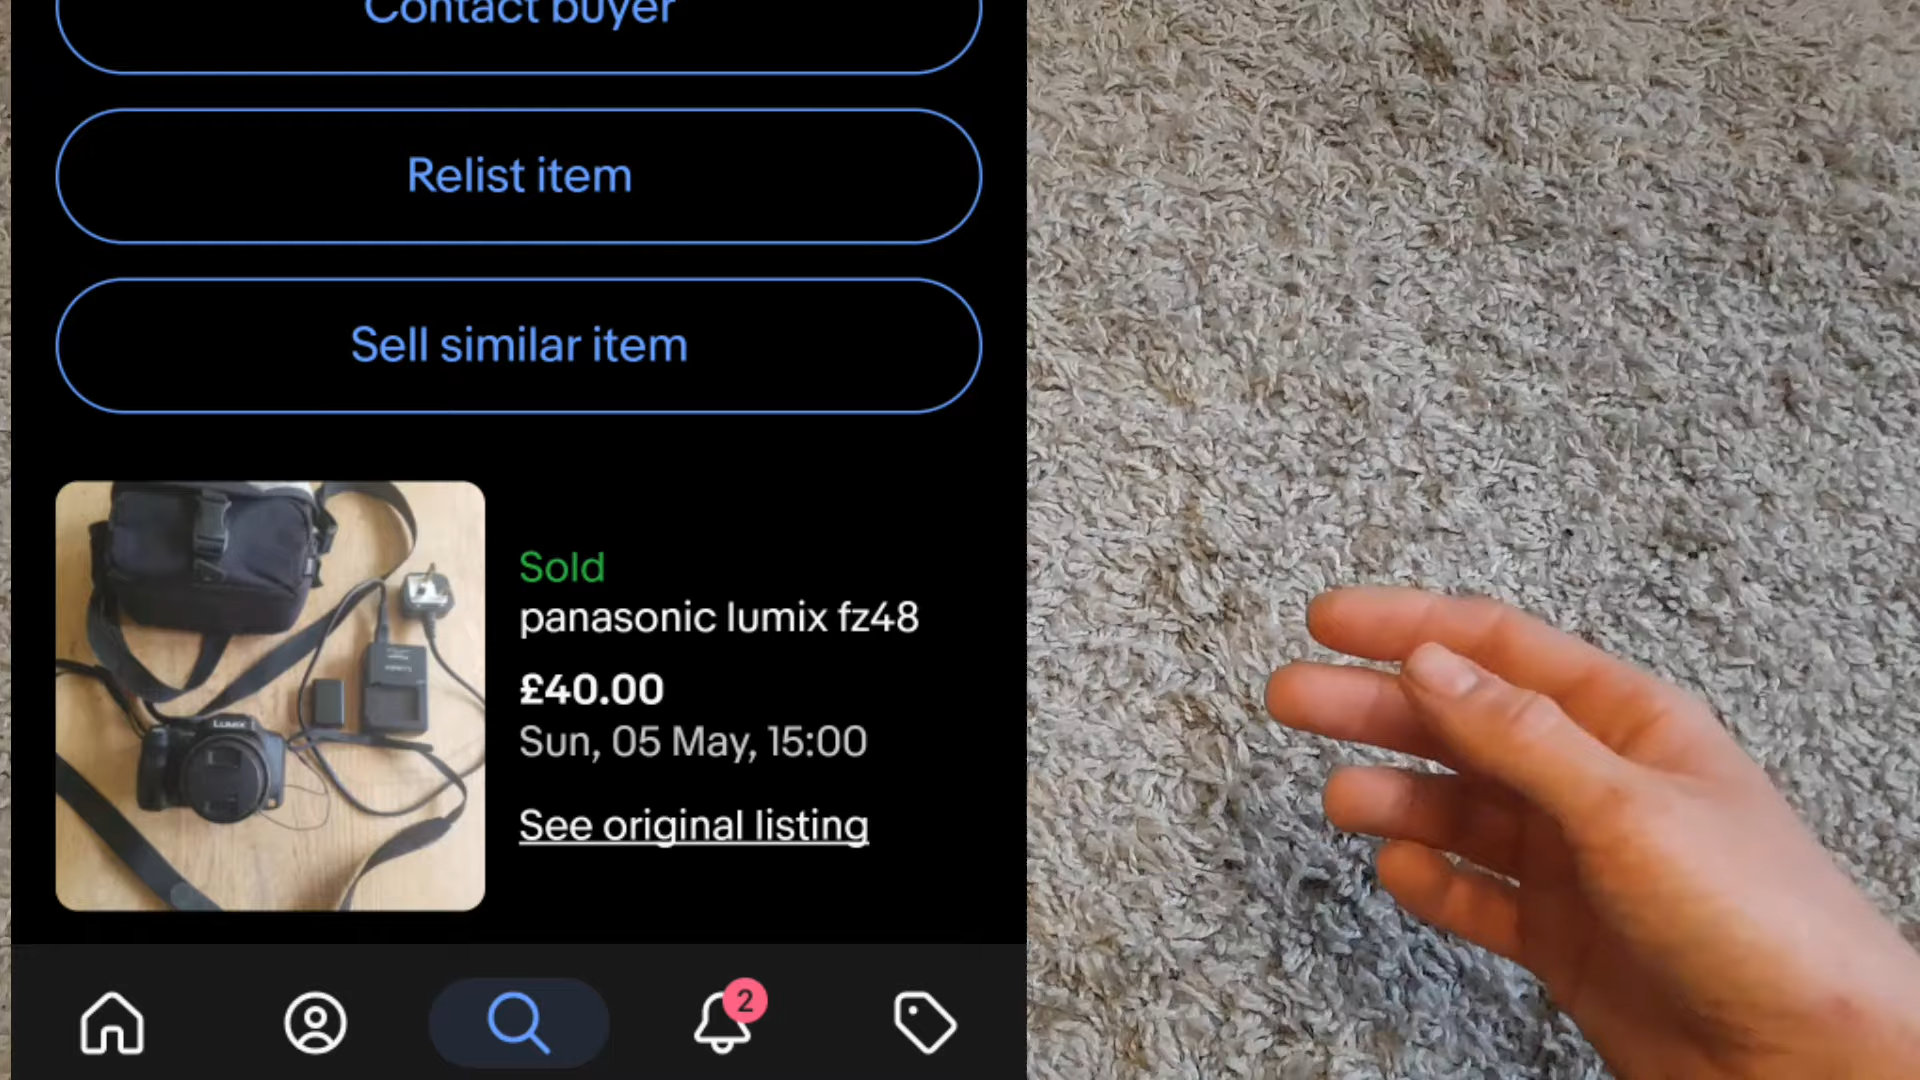 Contact buyer
Relist item
Sell similar item
LUMIX
Sold
panasonic lumix fz48
£40.00
Sun, 05 May, 15:00
See original listing
2